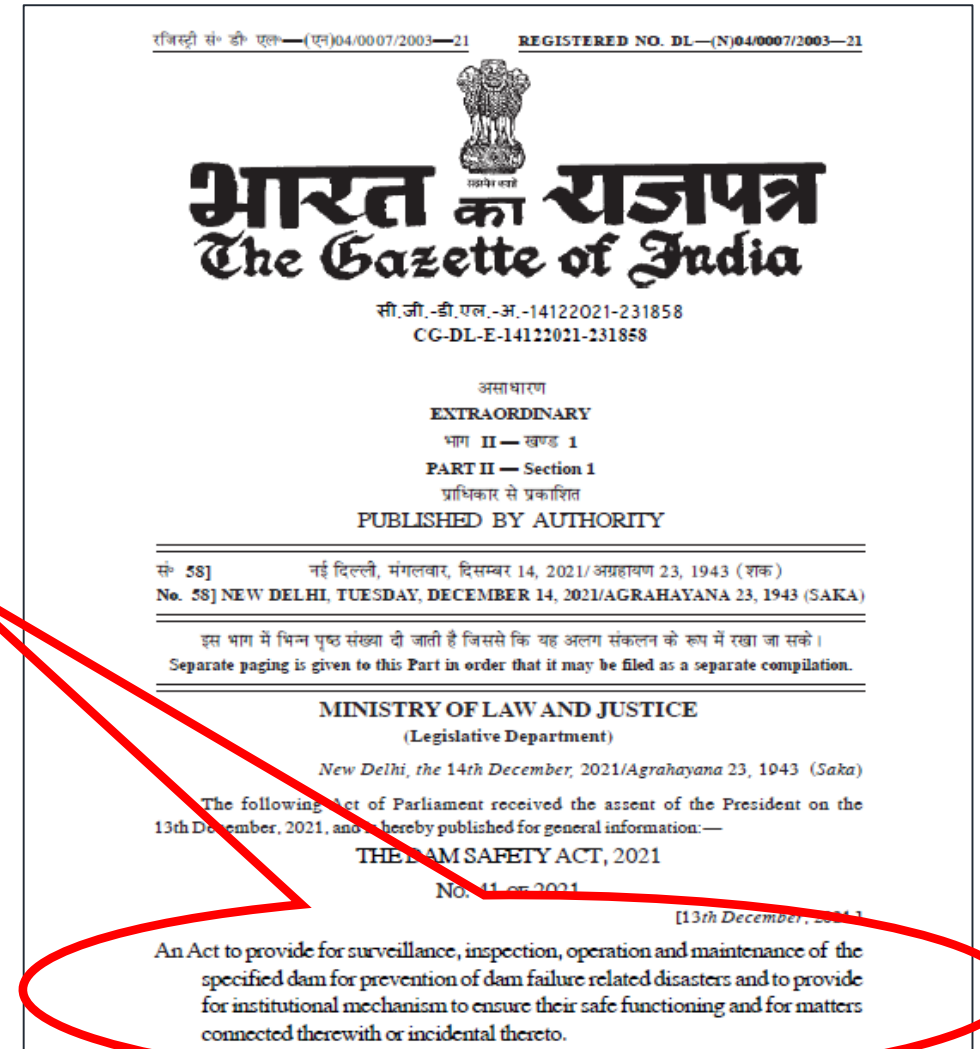 रजिस्ट्री सं॰ डी॰ एल॰—(एन)04/0007/2003—21 REGISTERED NO. DL—(N)04/0007/2003—21
सत्यमेव जयते
भारत का राजपत्र
The Gazette of India
सी.जी.-डी.एल.-अ.-14122021-231858
CG-DL-E-14122021-231858
असाधारण
EXTRAORDINARY
भाग II — खण्ड 1
PART II — Section 1
प्राधिकार से प्रकाशित
PUBLISHED BY AUTHORITY
सं॰ 58] नई दिल्ली, मंगलवार, दिसम्बर 14, 2021/ अग्रहायण 23, 1943 (शक)
No. 58] NEW DELHI, TUESDAY, DECEMBER 14, 2021/AGRAHAYANA 23, 1943 (SAKA)
इस भाग में भिन्न पृष्ठ संख्या दी जाती है जिससे कि यह अलग संकलन के रूप में रखा जा सके।
Separate paging is given to this Part in order that it may be filed as a separate compilation.
MINISTRY OF LAW AND JUSTICE
(Legislative Department)
New Delhi, the 14th December, 2021/Agrahayana 23, 1943 (Saka)
The following Act of Parliament received the assent of the President on the
13th December, 2021, and is hereby published for general information:—
THE DAM SAFETY ACT, 2021
NO. 41 OF 2021
[13th December, 2021.]
An Act to provide for surveillance, inspection, operation and maintenance of the
specified dam for prevention of dam failure related disasters and to provide
for institutional mechanism to ensure their safe functioning and for matters
connected therewith or incidental thereto.